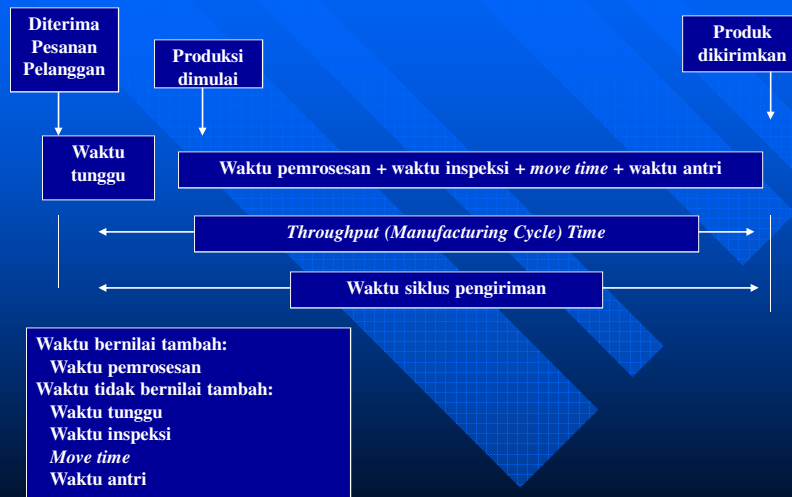 Diterima
Pesanan
Pelanggan
Produksi
dimulai
Produk
dikirimkan
Waktu
tunggu
Waktu pemrosesan + waktu inspeksi + move time + waktu antri
Throughput (Manufacturing Cycle) Time
Waktu siklus pengiriman
Waktu bernilai tambah:
Waktu pemrosesan
Waktu tidak bernilai tambah:
Waktu tunggu
Waktu inspeksi
Move time
Waktu antri